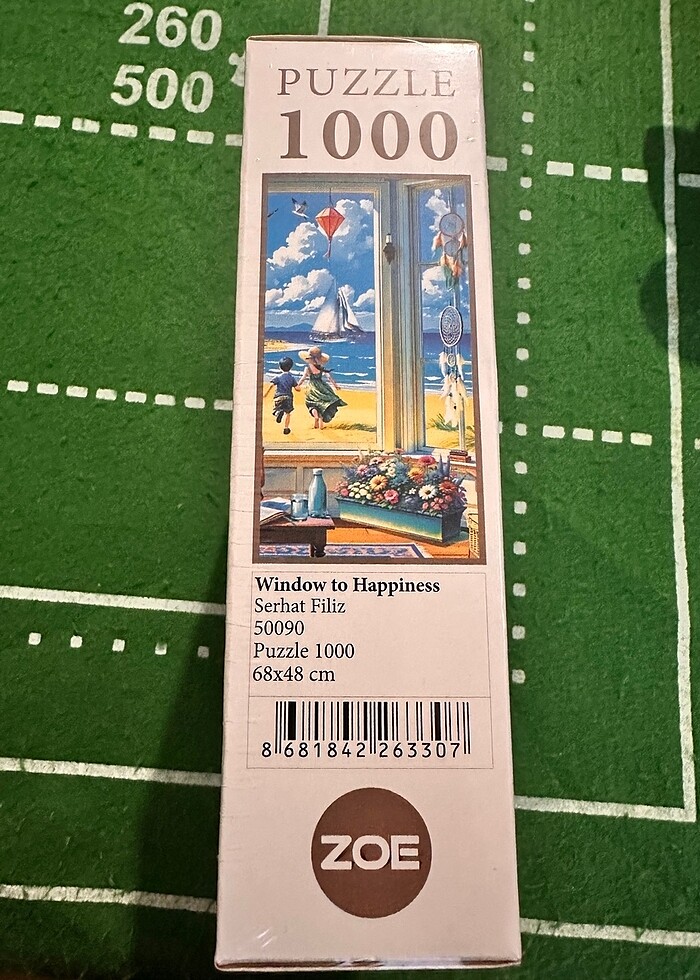 260
500
PUZZLE
1000
Window to Happiness
Serhat Filiz
50090
Puzzle 1000
68x48 cm
8 681842 263307
ZOE